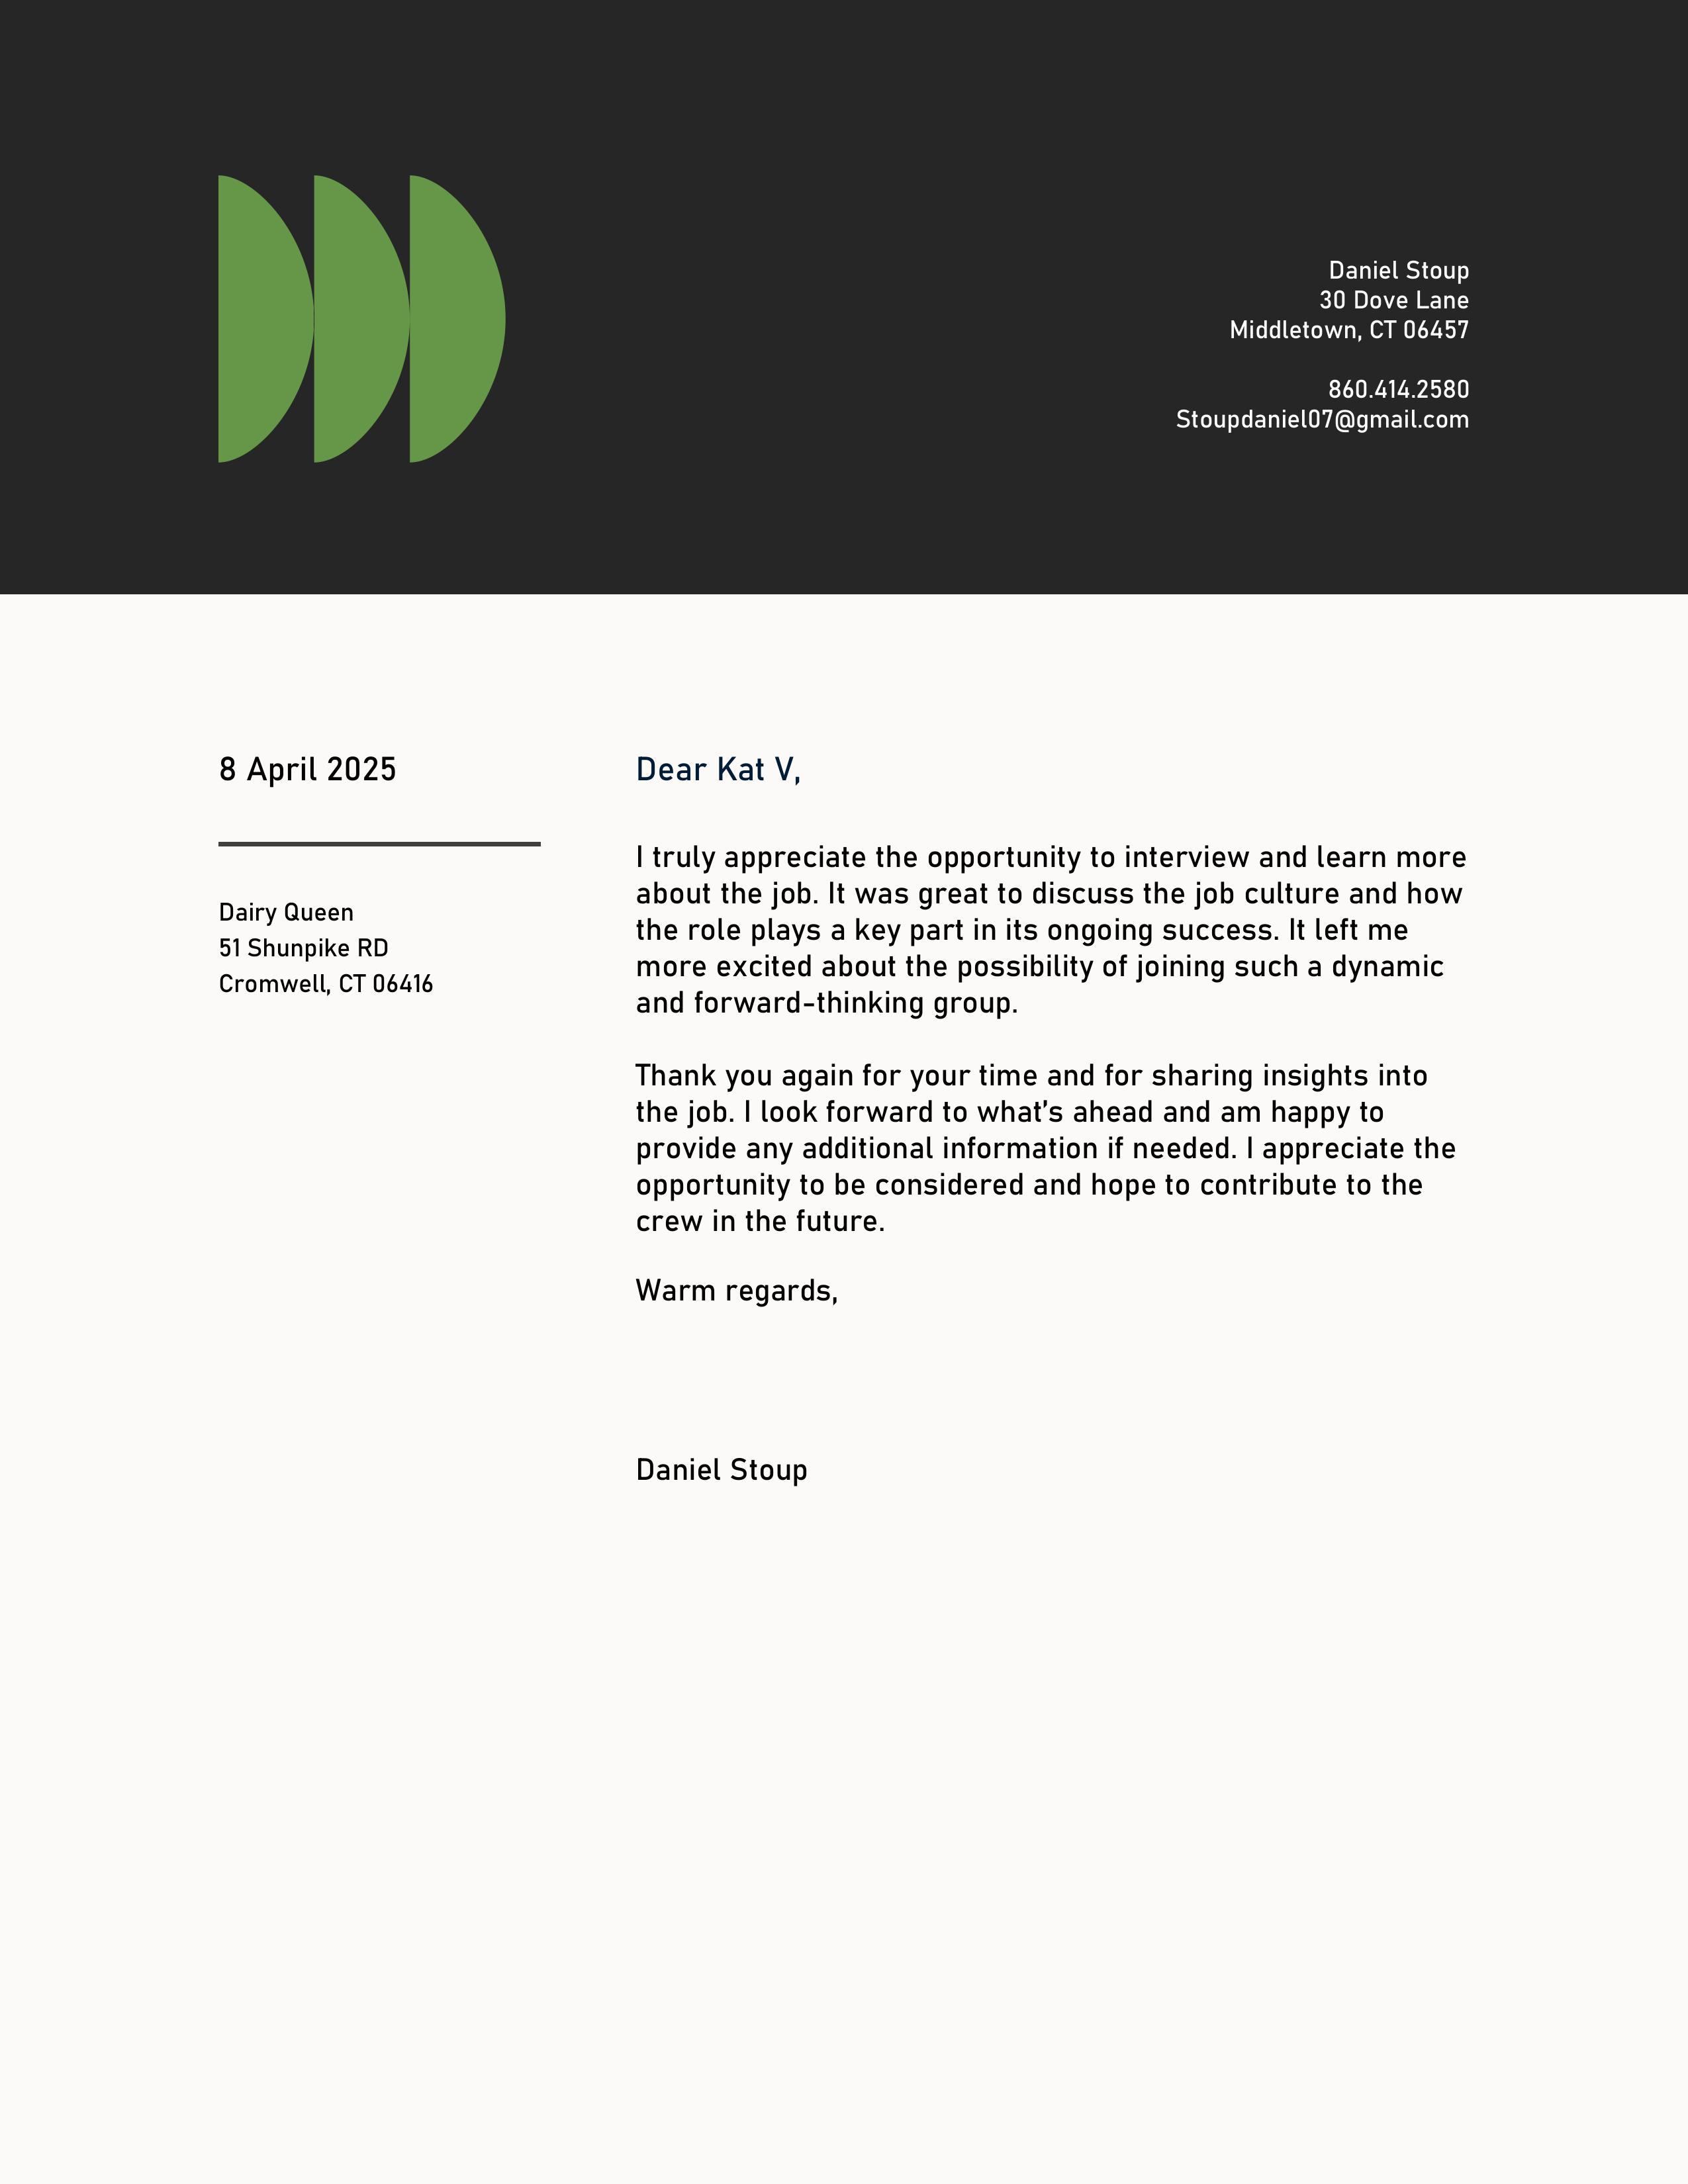 Daniel Stoup
30 Dove Lane
Middletown, CT 06457
860.414.2580
Stoupdaniel07@gmail.com
8 April 2025
Dairy Queen
51 Shunpike RD
Cromwell, CT 06416
Dear Kat V,
I truly appreciate the opportunity to interview and learn more
about the job. It was great to discuss the job culture and how
the role plays a key part in its ongoing success. It left me
more excited about the possibility of joining such a dynamic
and forward-thinking group.
Thank you again for your time and for sharing insights into
the job. I look forward to what’s ahead and am happy to
provide any additional information if needed. I appreciate the
opportunity to be considered and hope to contribute to the
crew in the future.
Warm regards,
Daniel Stoup